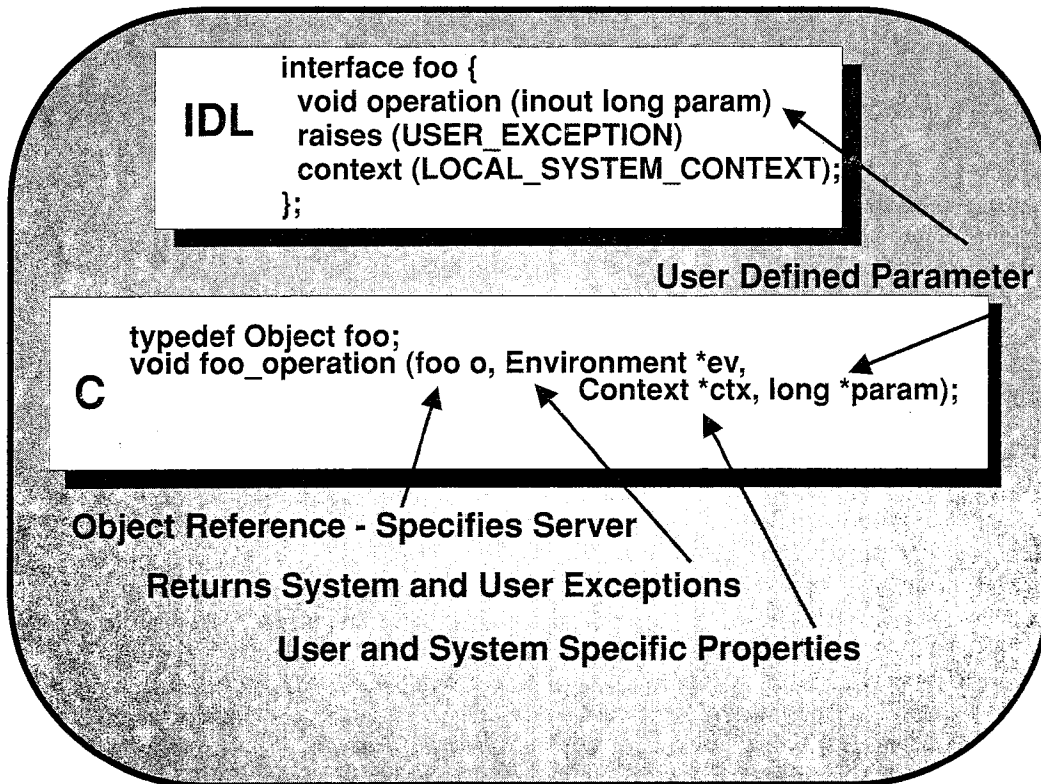 interface foo {
IDL void operation (inout long param)
raises (USER_EXCEPTION)
context (LOCAL_SYSTEM_CONTEXT);
};
User Defined Parameter
typedef Object foo;
void foo_operation (foo o, Environment *ev,
C Context *ctx, long *param);
Object Reference - Specifies Server
Returns System and User Exceptions
User and System Specific Properties